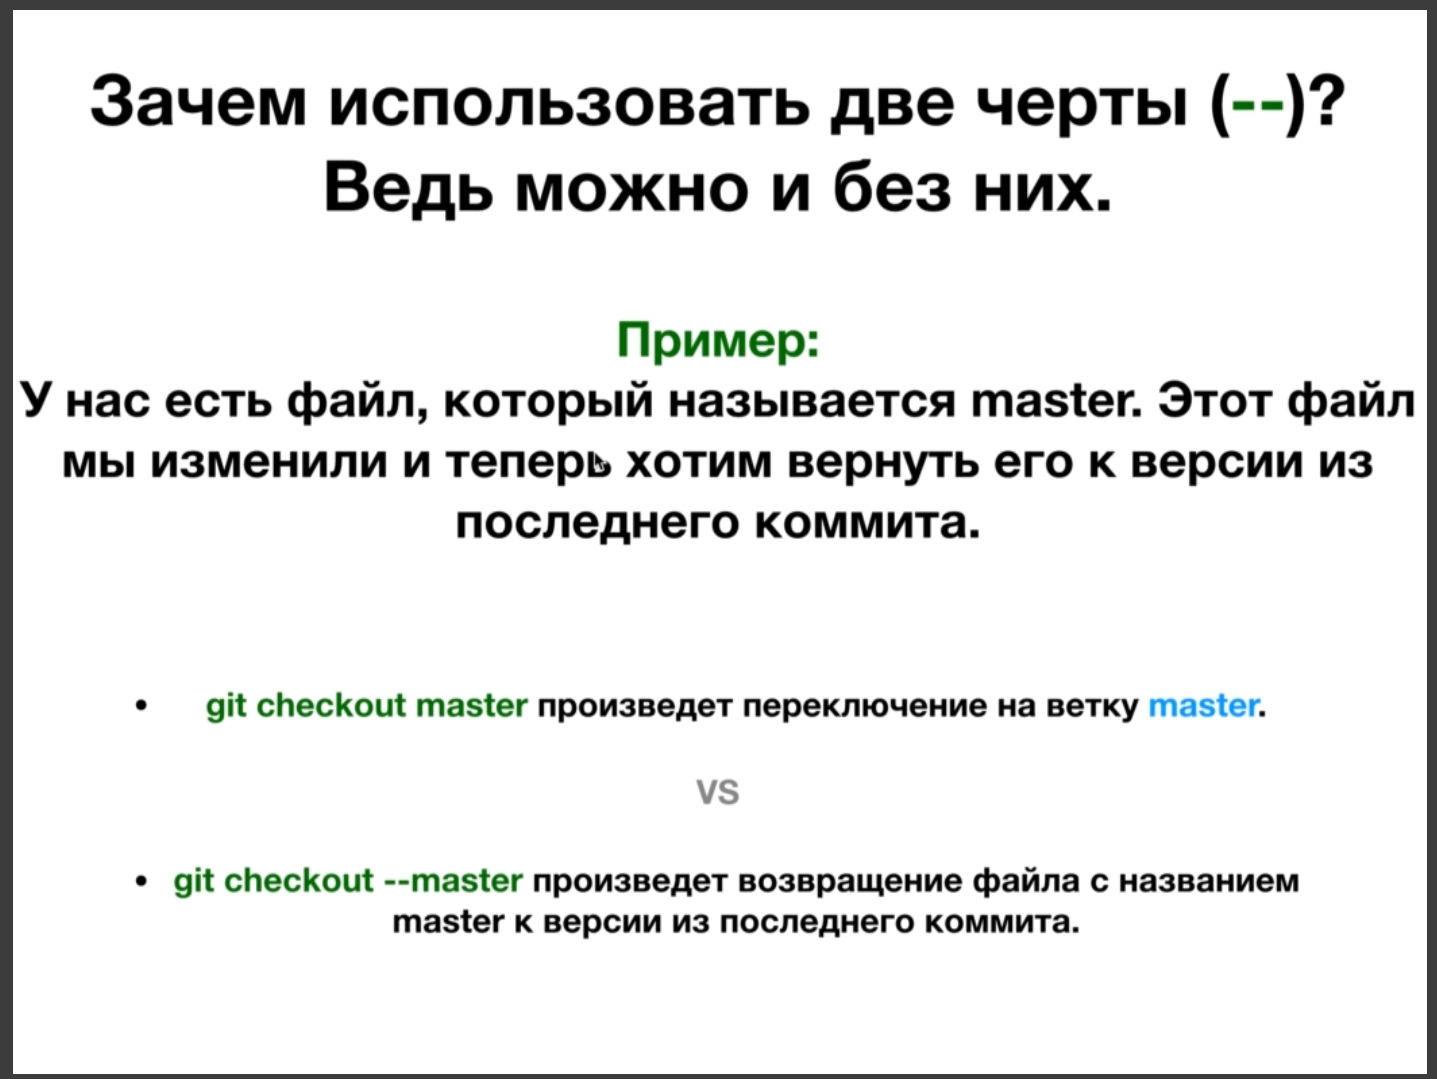 Зачем использовать две черты (--)?
Ведь можно и без них.
Пример:
У нас есть файл, который называется master. Этот файл
мы изменили и теперь хотим вернуть его к версии из
последнего коммита.
• git checkout master произведет переключение на ветку master.
VS
• git checkout --master произведет возвращение файла с названием
master к версии из последнего коммита.